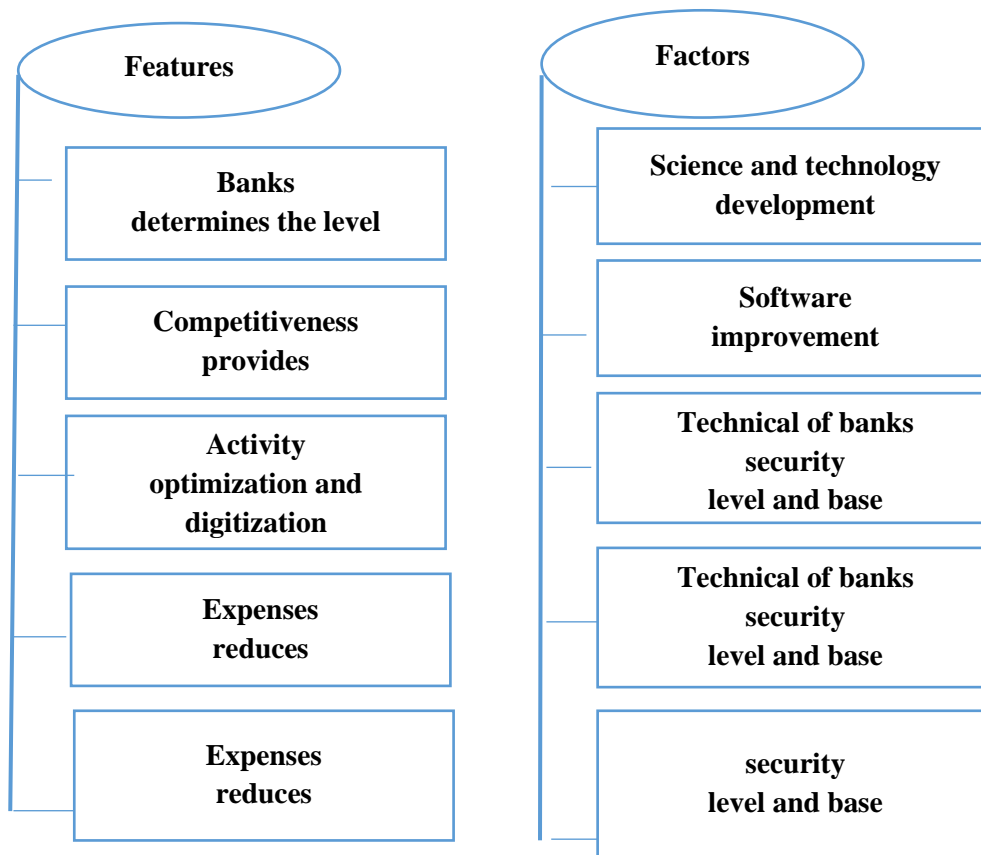 Features
Banks
determines the level
Competitiveness
provides
Activity
optimization and
digitization
Expenses
reduces
Expenses
reduces
Factors
Science and technology
development
Software
improvement
Technical of banks
security
level and base
Technical of banks
security
level and base
security
level and base